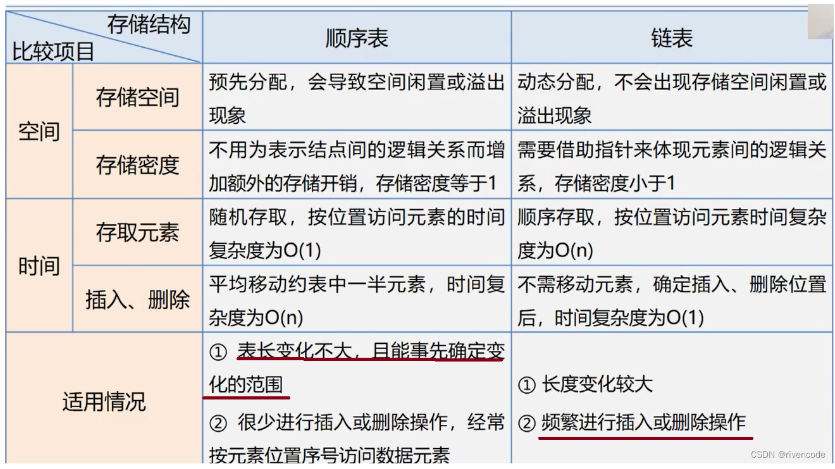 存储结构
比较项目
顺序表
链表
空间
存储空间
预先分配，会导致空间闲置或溢出
现象
动态分配，不会出现存储空间闲置或
溢出现象
存储密度
不用为表示结点间的逻辑关系而增
加额外的存储开销，存储密度等于1
需要借助指针来体现元素间的逻辑关
系，存储密度小于1
时间
存取元素
随机存取，按位置访问元素的时间
复杂度为O(1)
顺序存取，按位置访问元素时间复杂
度为O(n)
插入、删除
平均移动约表中一半元素，时间复
杂度为O(n)
不需移动元素，确定插入、删除位置
后，时间复杂度为O(1)
适用情况
① 表长变化不大，且能事先确定变
化的范围
② 很少进行插入或删除操作，经常
按元素位置序号访问数据元素
① 长度变化较大
② 频繁进行插入或删除操作
CSDN @rivencode